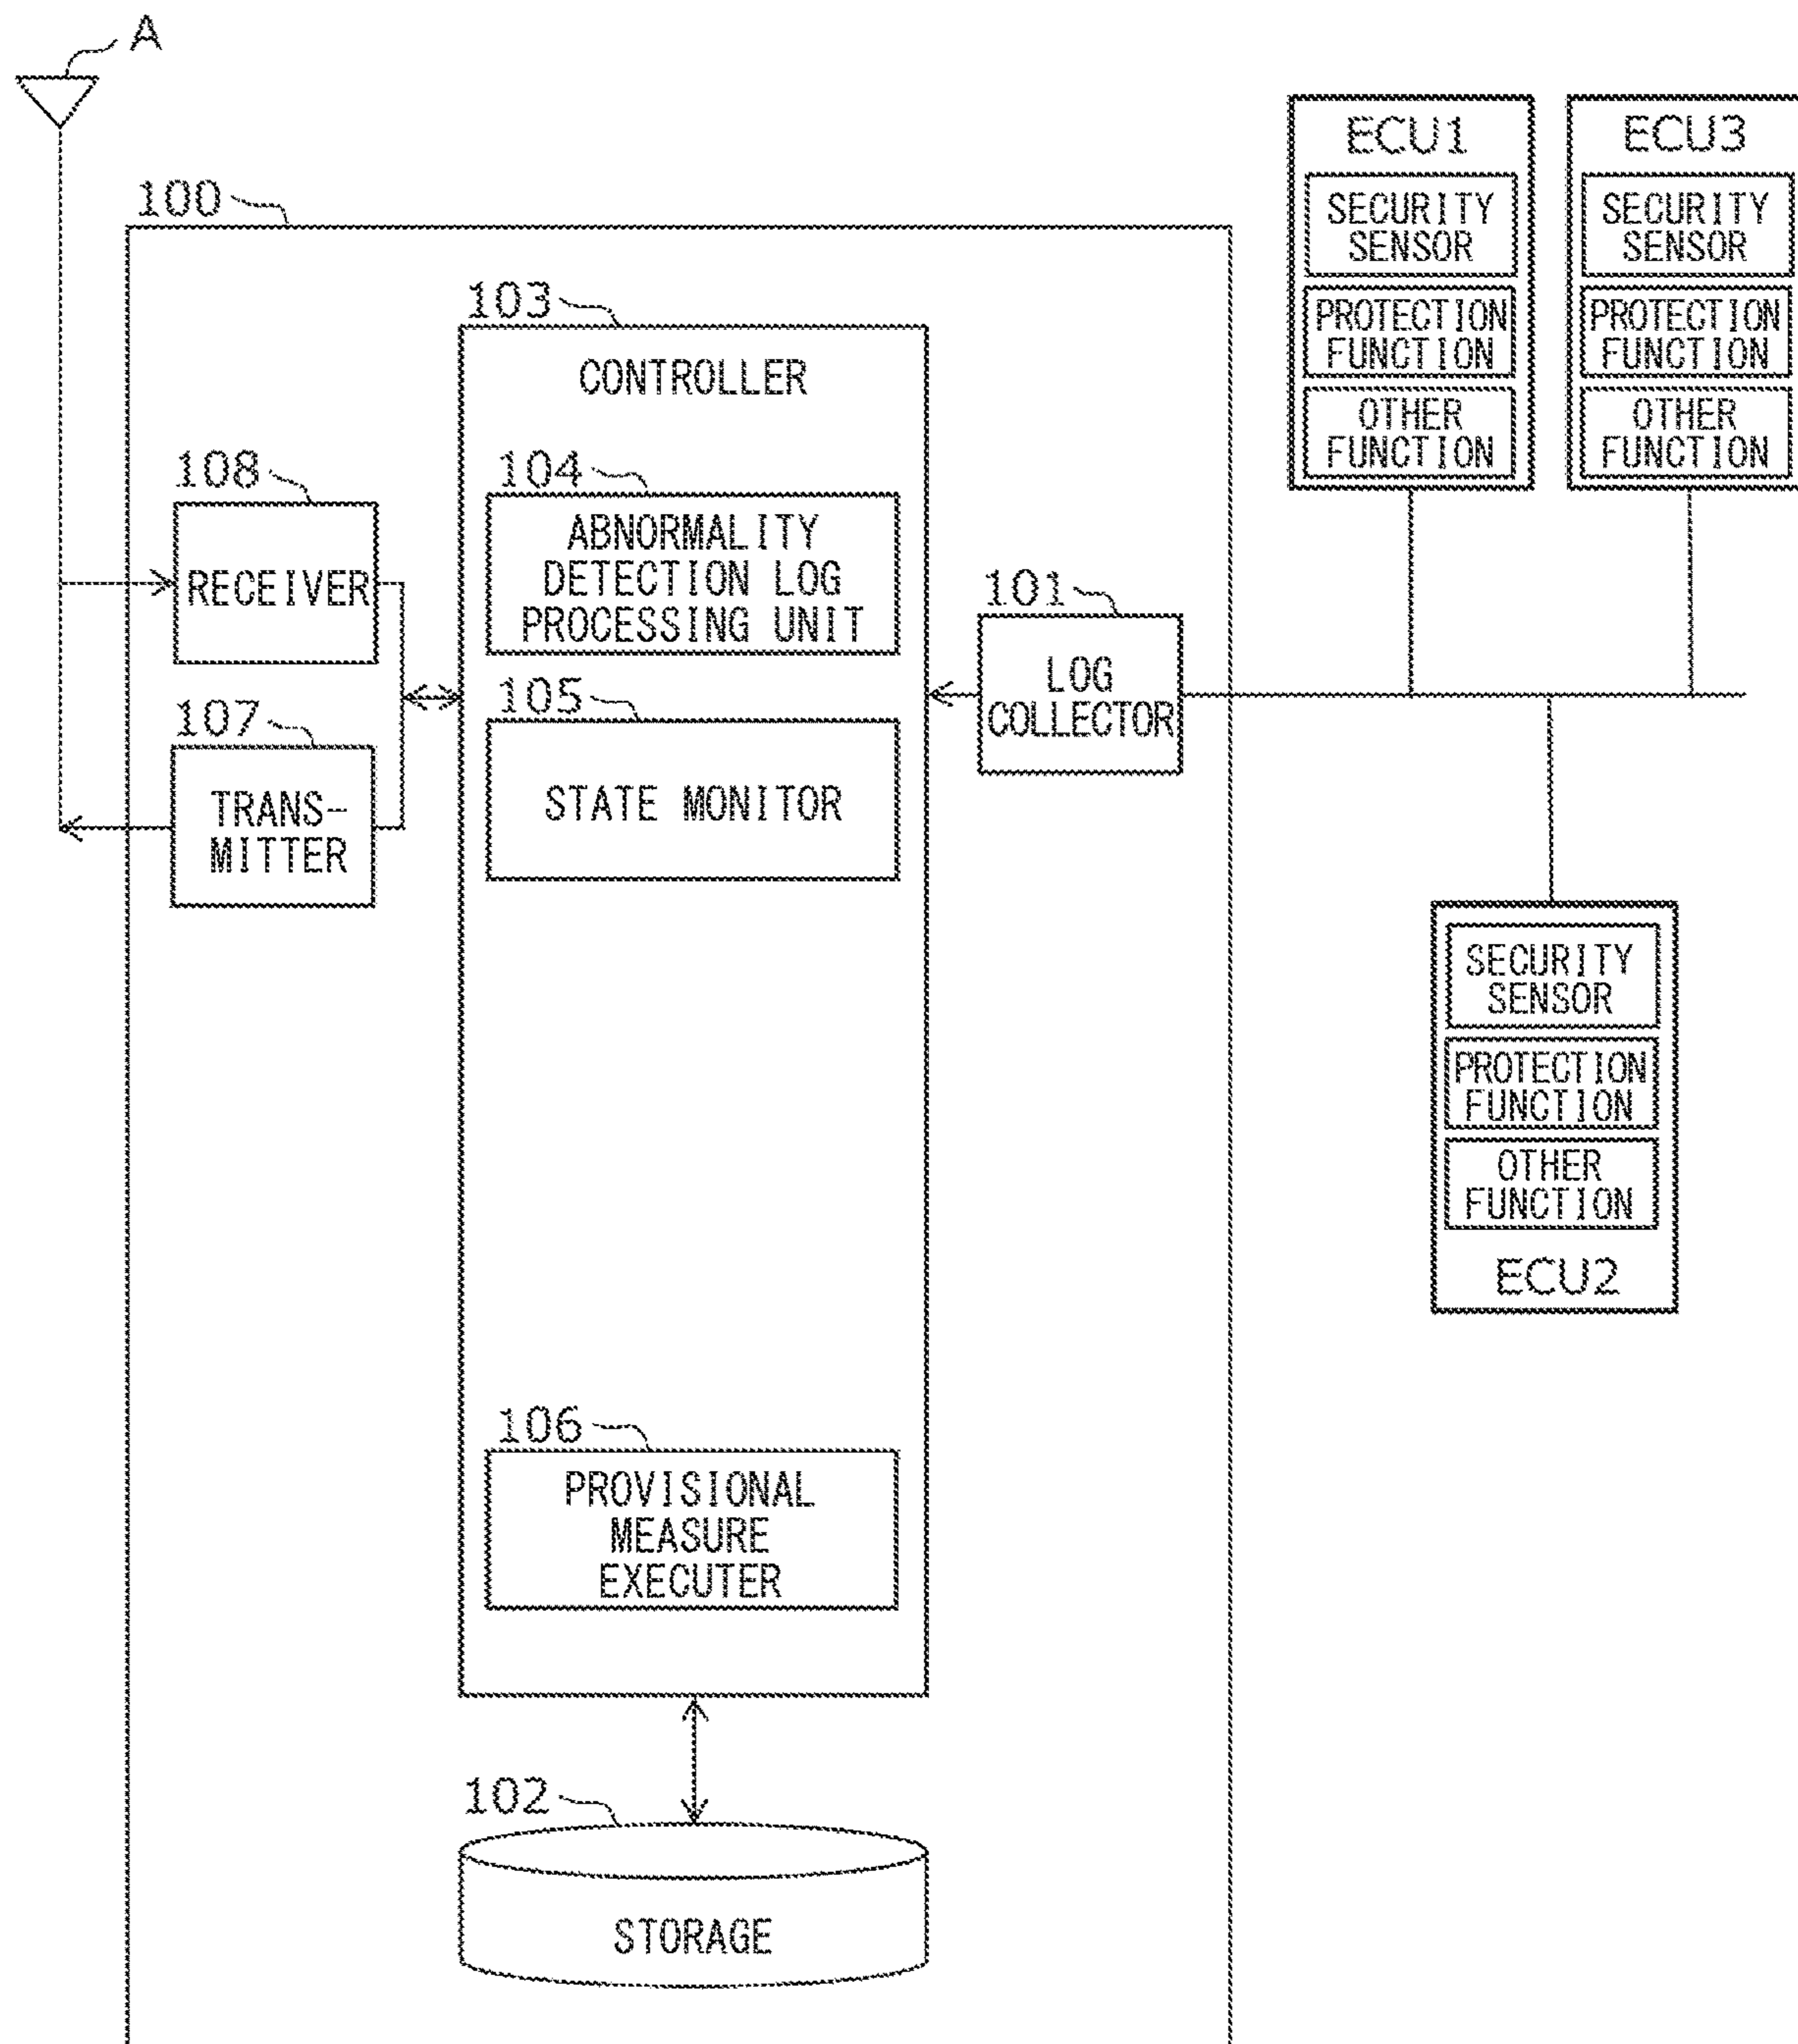 A
100
103
CONTROLLER
104
ABNORMALITY
DETECTION LOG
PROCESSING UNIT
105
STATE MONITOR
106
PROVISIONAL
MEASURE
EXECUTER
108
RECEIVER
107
TRANS-
MITTER
101
LOG
COLLECTOR
102
STORAGE
ECU1
SECURITY
SENSOR
PROTECTION
FUNCTION
OTHER
FUNCTION
ECU3
SECURITY
SENSOR
PROTECTION
FUNCTION
OTHER
FUNCTION
SECURITY
SENSOR
PROTECTION
FUNCTION
OTHER
FUNCTION
ECU2